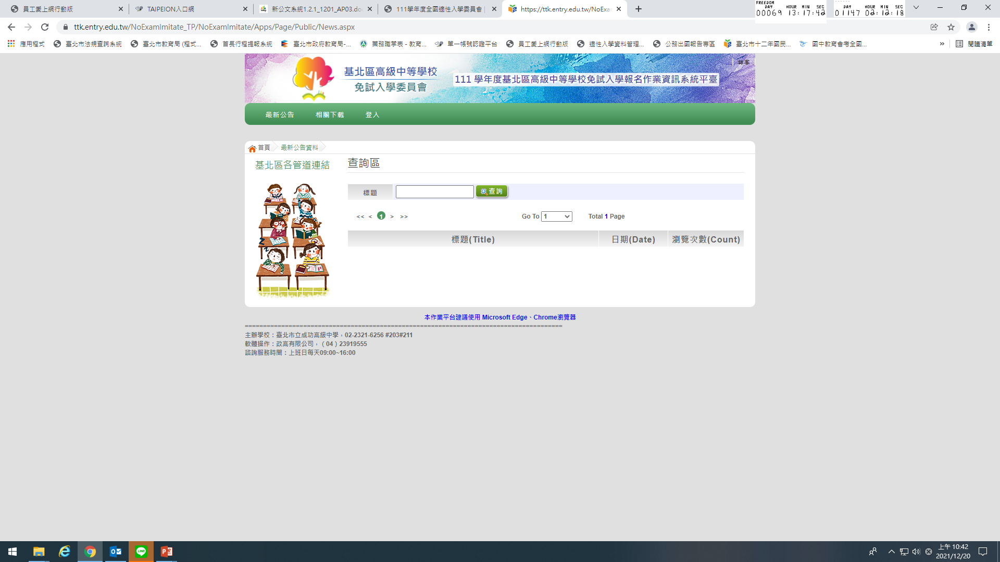 員工愛上網行動版
TAIPEION入口網
新公文系統1.2.1_1201_AP03.do
111學年度全國適性入學委員會 |
https://ttk.entry.edu.tw/NoExa
FREEDOM
DAY HOUR MIN SEC
00069 13:17:42
DAY HOUR MIN SEC
01147 02:12:18
ttk.entry.edu.tw/NoExamImitate_TP/NoExamImitate/Apps/Page/Public/News.aspx
應用程式
臺北市法規查詢系統
臺北市教育局 (程式...
首長行程提報系統
臺北市政府教育局-...
業務職掌表 - 教育...
單一帳號認證平台
員工愛上網行動版
適性入學資料管理...
公務出國報告專區
臺北市十二年國民...
國中教育會考全國...
»
閱讀清單
訪客
基北區高級中等學校
免試入學委員會
111 學年度基北區高級中等學校免試入學報名作業資訊系統平臺
最新公告 相關下載 登入
首頁 最新公告資料
基北區各管道連結
查詢區
標題 查詢
<< < 1 > >> Go To 1 Total 1 Page
標題(Title) 日期(Date) 瀏覽次數(Count)
本作業平台建議使用 Microsoft Edge、Chrome瀏覽器
主辦學校：臺北市立成功高級中學，02-2321-6256 #203#211
軟體操作：政高有限公司，（04）23919555
諮詢服務時間：上班日每天09:00~16:00
上午 10:42
2021/12/20